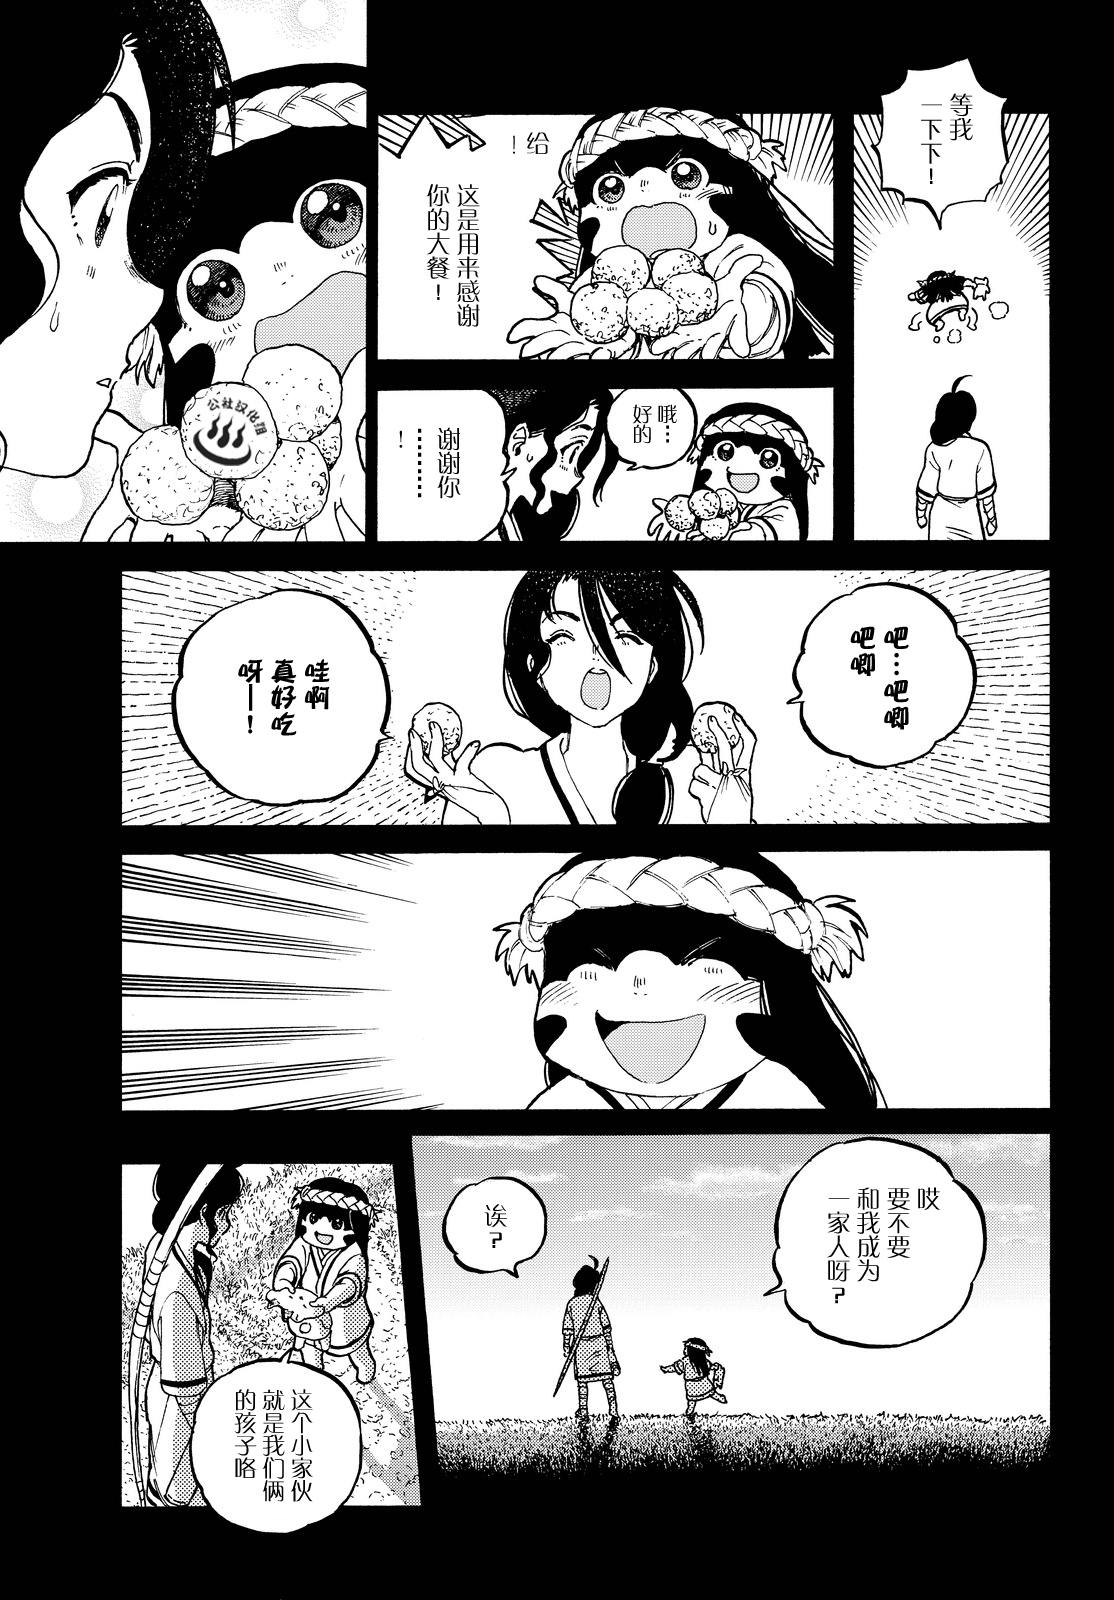 等我
一下下！
给！
这是用来感谢
你的大餐！
公社汉化组
哦…
好的
谢谢你
………！
吧…吧唧
吧唧
哇啊
真好吃
呀—！
哎
要不要
和我成为
一家人呀？
诶？
这个小家伙
就是我们俩
的孩子咯